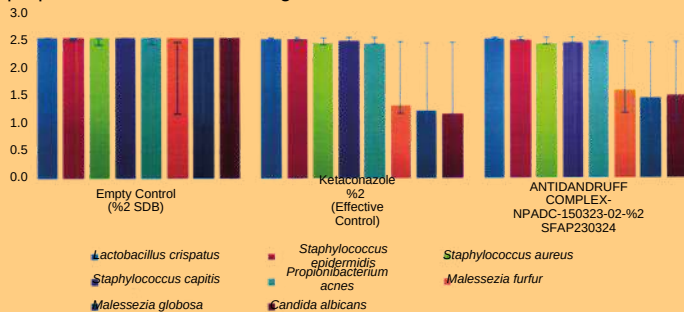 3.0
2.5
2.0
1.5
1.0
0.5
0.0
Empty Control
(%2 SDB)
Ketaconazole
%2
(Effective
Control)
ANTIDANDRUFF
COMPLEX-
NPADC-150323-02-%2
SFAP230324
Lactobacillus crispatus
Staphylococcus
epidermidis
Staphylococcus aureus
Staphylococcus capitis
Propionibacterium
acnes
Malessezia furfur
Malessezia globosa
Candida albicans